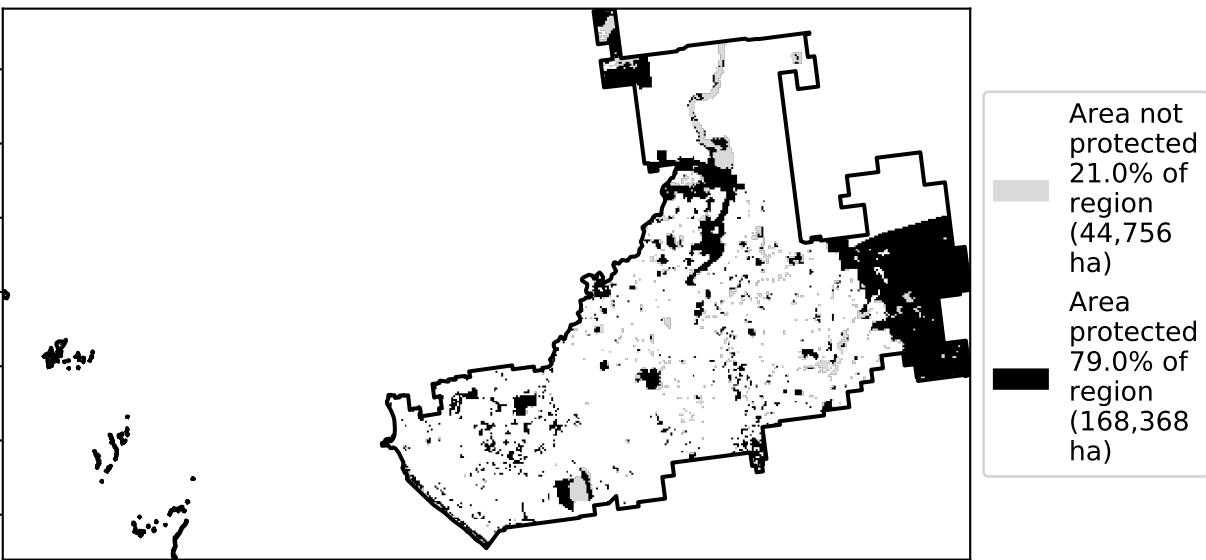 Area not
protected
21.0% of
region
(44,756
ha)
Area
protected
79.0% of
region
(168,368
ha)